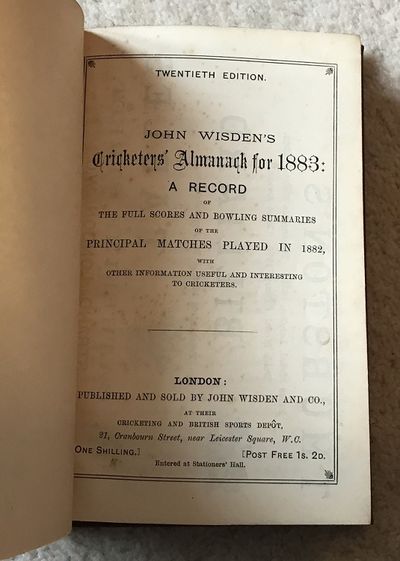 TWENTIETH EDITION.
JOHN WISDEN'S
Cricketers' Almanack for 1883:
A RECORD
OF
THE FULL SCORES AND BOWLING SUMMARIES
OF THE
PRINCIPAL MATCHES PLAYED IN 1882,
WITH
OTHER INFORMATION USEFUL AND INTERESTING
TO CRICKETERS.
LONDON:
PUBLISHED AND SOLD BY JOHN WISDEN AND CO.,
AT THEIR
CRICKETING AND BRITISH SPORTS DEPÔT,
21, Cranbourn Street, near Leicester Square, W.C.
ONE SHILLING.] [POST FREE 1S. 2D.
Entered at Stationers' Hall.